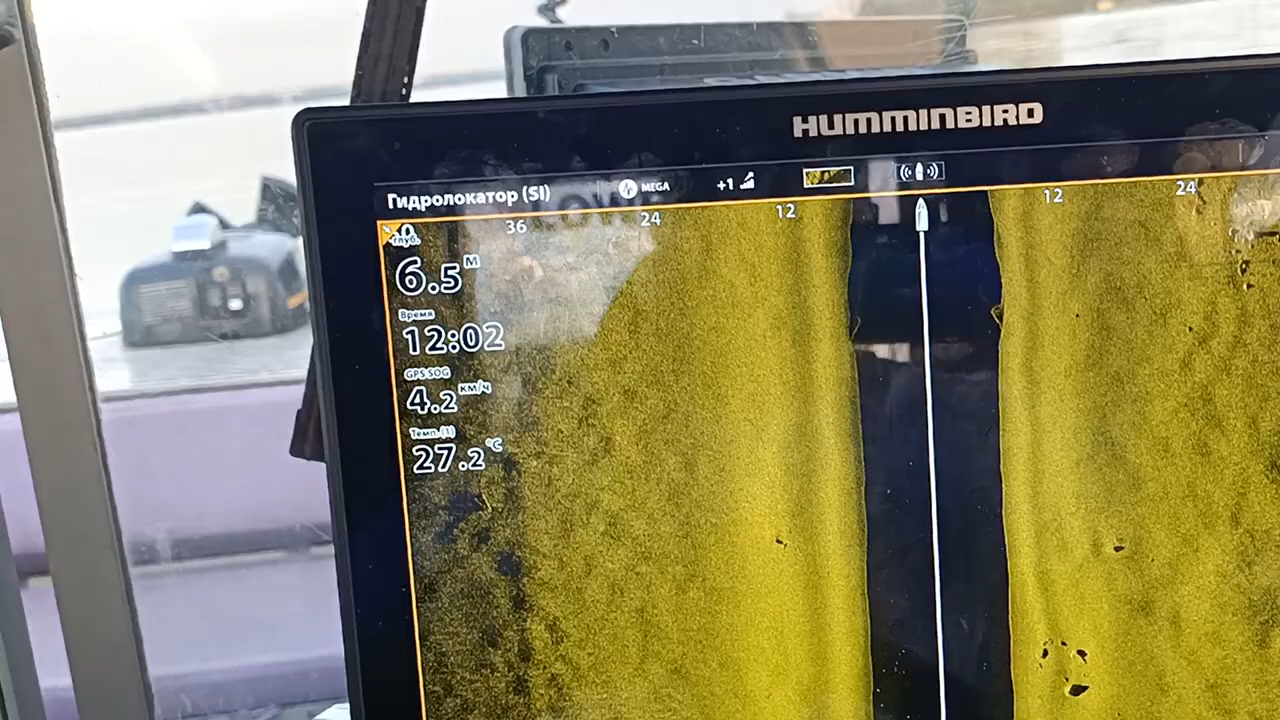 HUMMINBIRD
Гидролокатор (SI) MEGA +1
36 24 12 12 24
Глуб.
6.5 м
Время
12:02
GPS SOG
4.2 км/ч
Темп.(1)
27.2 °C